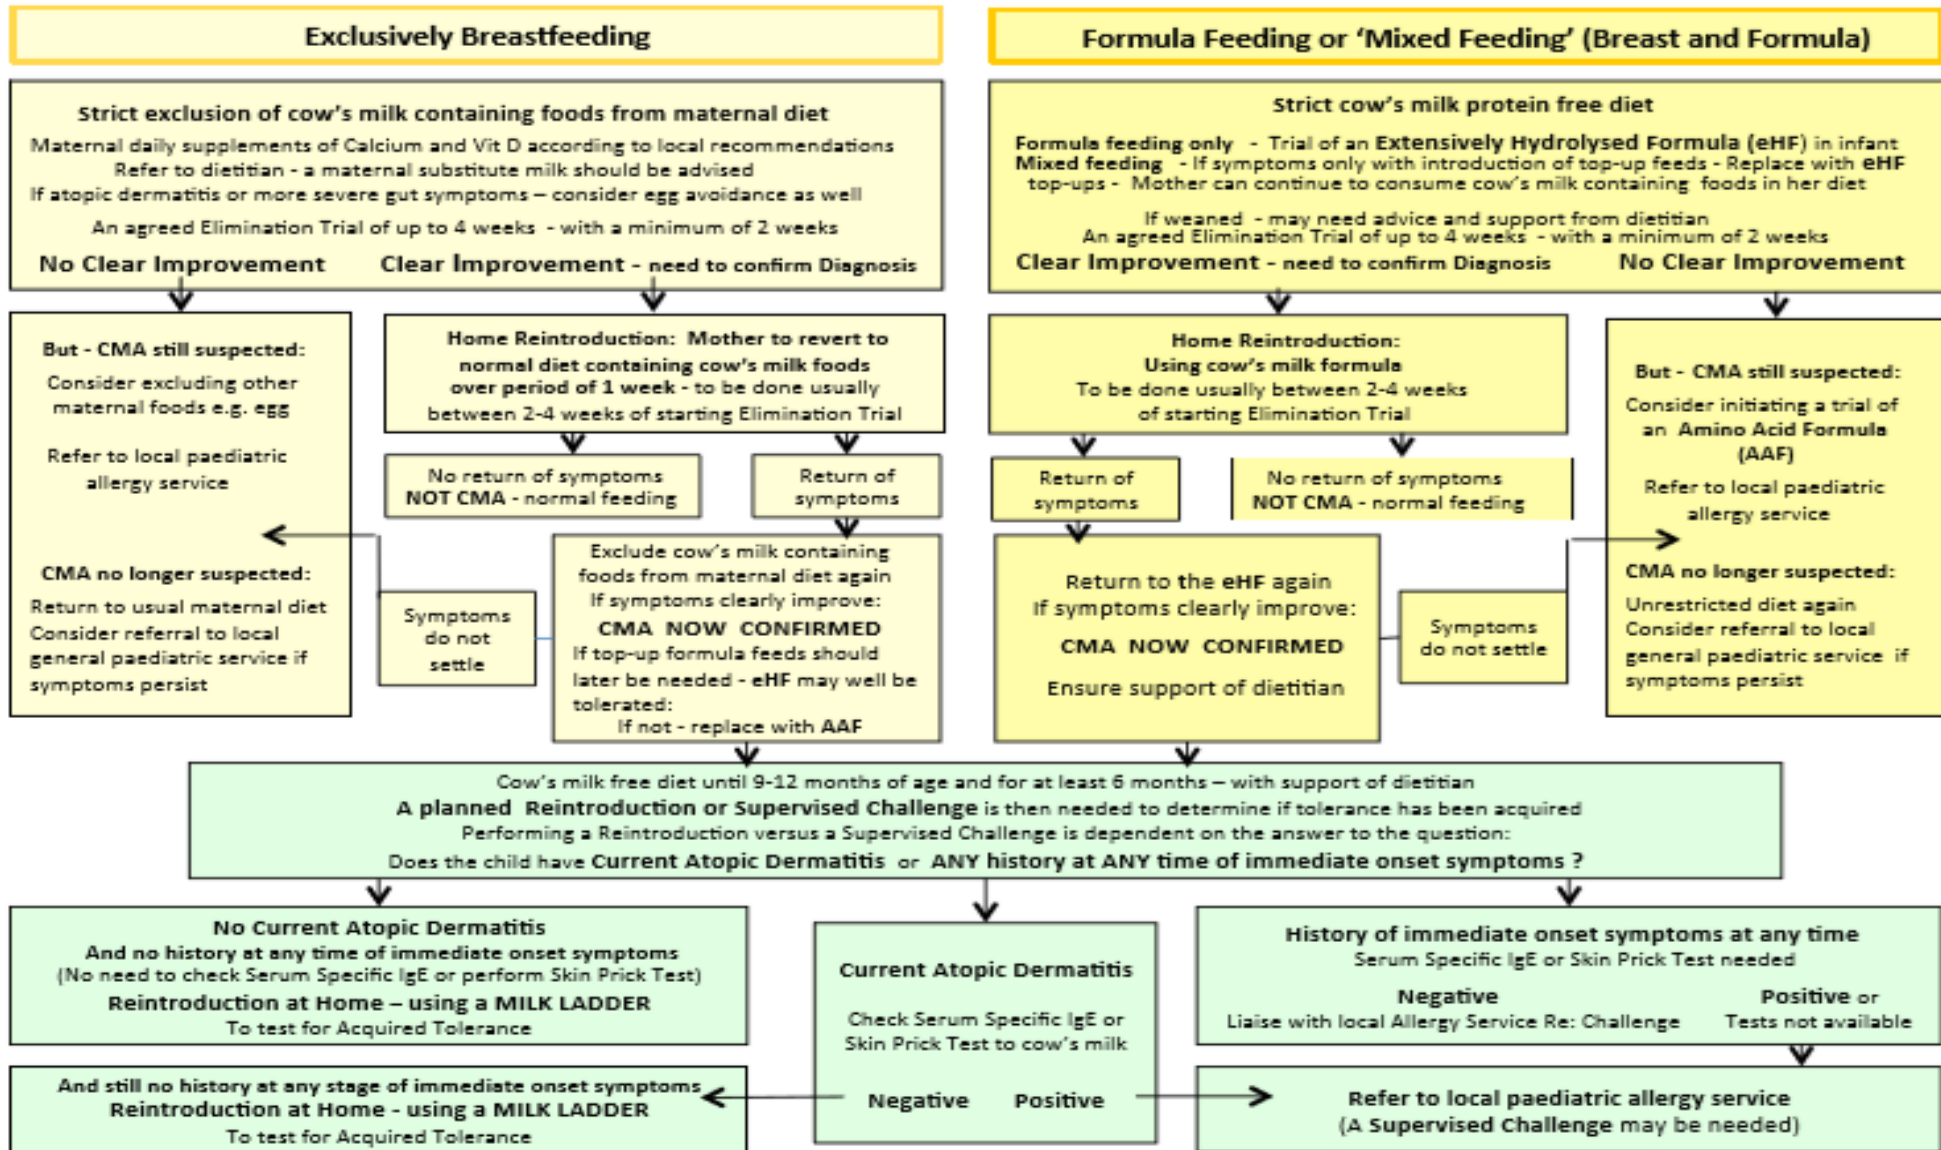 Exclusively Breastfeeding
Strict exclusion of cow's milk containing foods from maternal diet
Maternal daily supplements of Calcium and Vit D according to local recommendations
Refer to dietitian - a maternal substitute milk should be advised
If atopic dermatitis or more severe gut symptoms – consider egg avoidance as well
An agreed Elimination Trial of up to 4 weeks - with a minimum of 2 weeks
No Clear Improvement
Clear Improvement - need to confirm Diagnosis
But - CMA still suspected:
Consider excluding other
maternal foods e.g. egg
Refer to local paediatric
allergy service
CMA no longer suspected:
Return to usual maternal diet
Consider referral to local
general paediatric service if
symptoms persist
Home Reintroduction: Mother to revert to
normal diet containing cow's milk foods
over period of 1 week - to be done usually
between 2-4 weeks of starting Elimination Trial
No return of symptoms
NOT CMA - normal feeding
Return of
symptoms
Symptoms
do not
settle
Exclude cow's milk containing
foods from maternal diet again
If symptoms clearly improve:
CMA NOW CONFIRMED
If top-up formula feeds should
later be needed - eHF may well be
tolerated:
If not - replace with AAF
Formula Feeding or 'Mixed Feeding' (Breast and Formula)
Strict cow's milk protein free diet
Formula feeding only - Trial of an Extensively Hydrolysed Formula (eHF) in infant
Mixed feeding - If symptoms only with introduction of top-up feeds - Replace with eHF
top-ups - Mother can continue to consume cow's milk containing foods in her diet
If weaned - may need advice and support from dietitian
An agreed Elimination Trial of up to 4 weeks - with a minimum of 2 weeks
Clear Improvement - need to confirm Diagnosis
No Clear Improvement
Home Reintroduction:
Using cow's milk formula
To be done usually between 2-4 weeks
of starting Elimination Trial
Return of
symptoms
No return of symptoms
NOT CMA - normal feeding
Return to the eHF again
If symptoms clearly improve:
CMA NOW CONFIRMED
Ensure support of dietitian
Symptoms
do not settle
But - CMA still suspected:
Consider initiating a trial of
an Amino Acid Formula
(AAF)
Refer to local paediatric
allergy service
CMA no longer suspected:
Unrestricted diet again
Consider referral to local
general paediatric service if
symptoms persist
Cow's milk free diet until 9-12 months of age and for at least 6 months – with support of dietitian
A planned Reintroduction or Supervised Challenge is then needed to determine if tolerance has been acquired
Performing a Reintroduction versus a Supervised Challenge is dependent on the answer to the question:
Does the child have Current Atopic Dermatitis or ANY history at ANY time of immediate onset symptoms ?
No Current Atopic Dermatitis
And no history at any time of immediate onset symptoms
(No need to check Serum Specific IgE or perform Skin Prick Test)
Reintroduction at Home – using a MILK LADDER
To test for Acquired Tolerance
And still no history at any stage of immediate onset symptoms
Reintroduction at Home - using a MILK LADDER
To test for Acquired Tolerance
Current Atopic Dermatitis
Check Serum Specific IgE or
Skin Prick Test to cow's milk
Negative Positive
History of immediate onset symptoms at any time
Serum Specific IgE or Skin Prick Test needed
Negative
Liaise with local Allergy Service Re: Challenge
Positive or
Tests not available
Refer to local paediatric allergy service
(A Supervised Challenge may be needed)